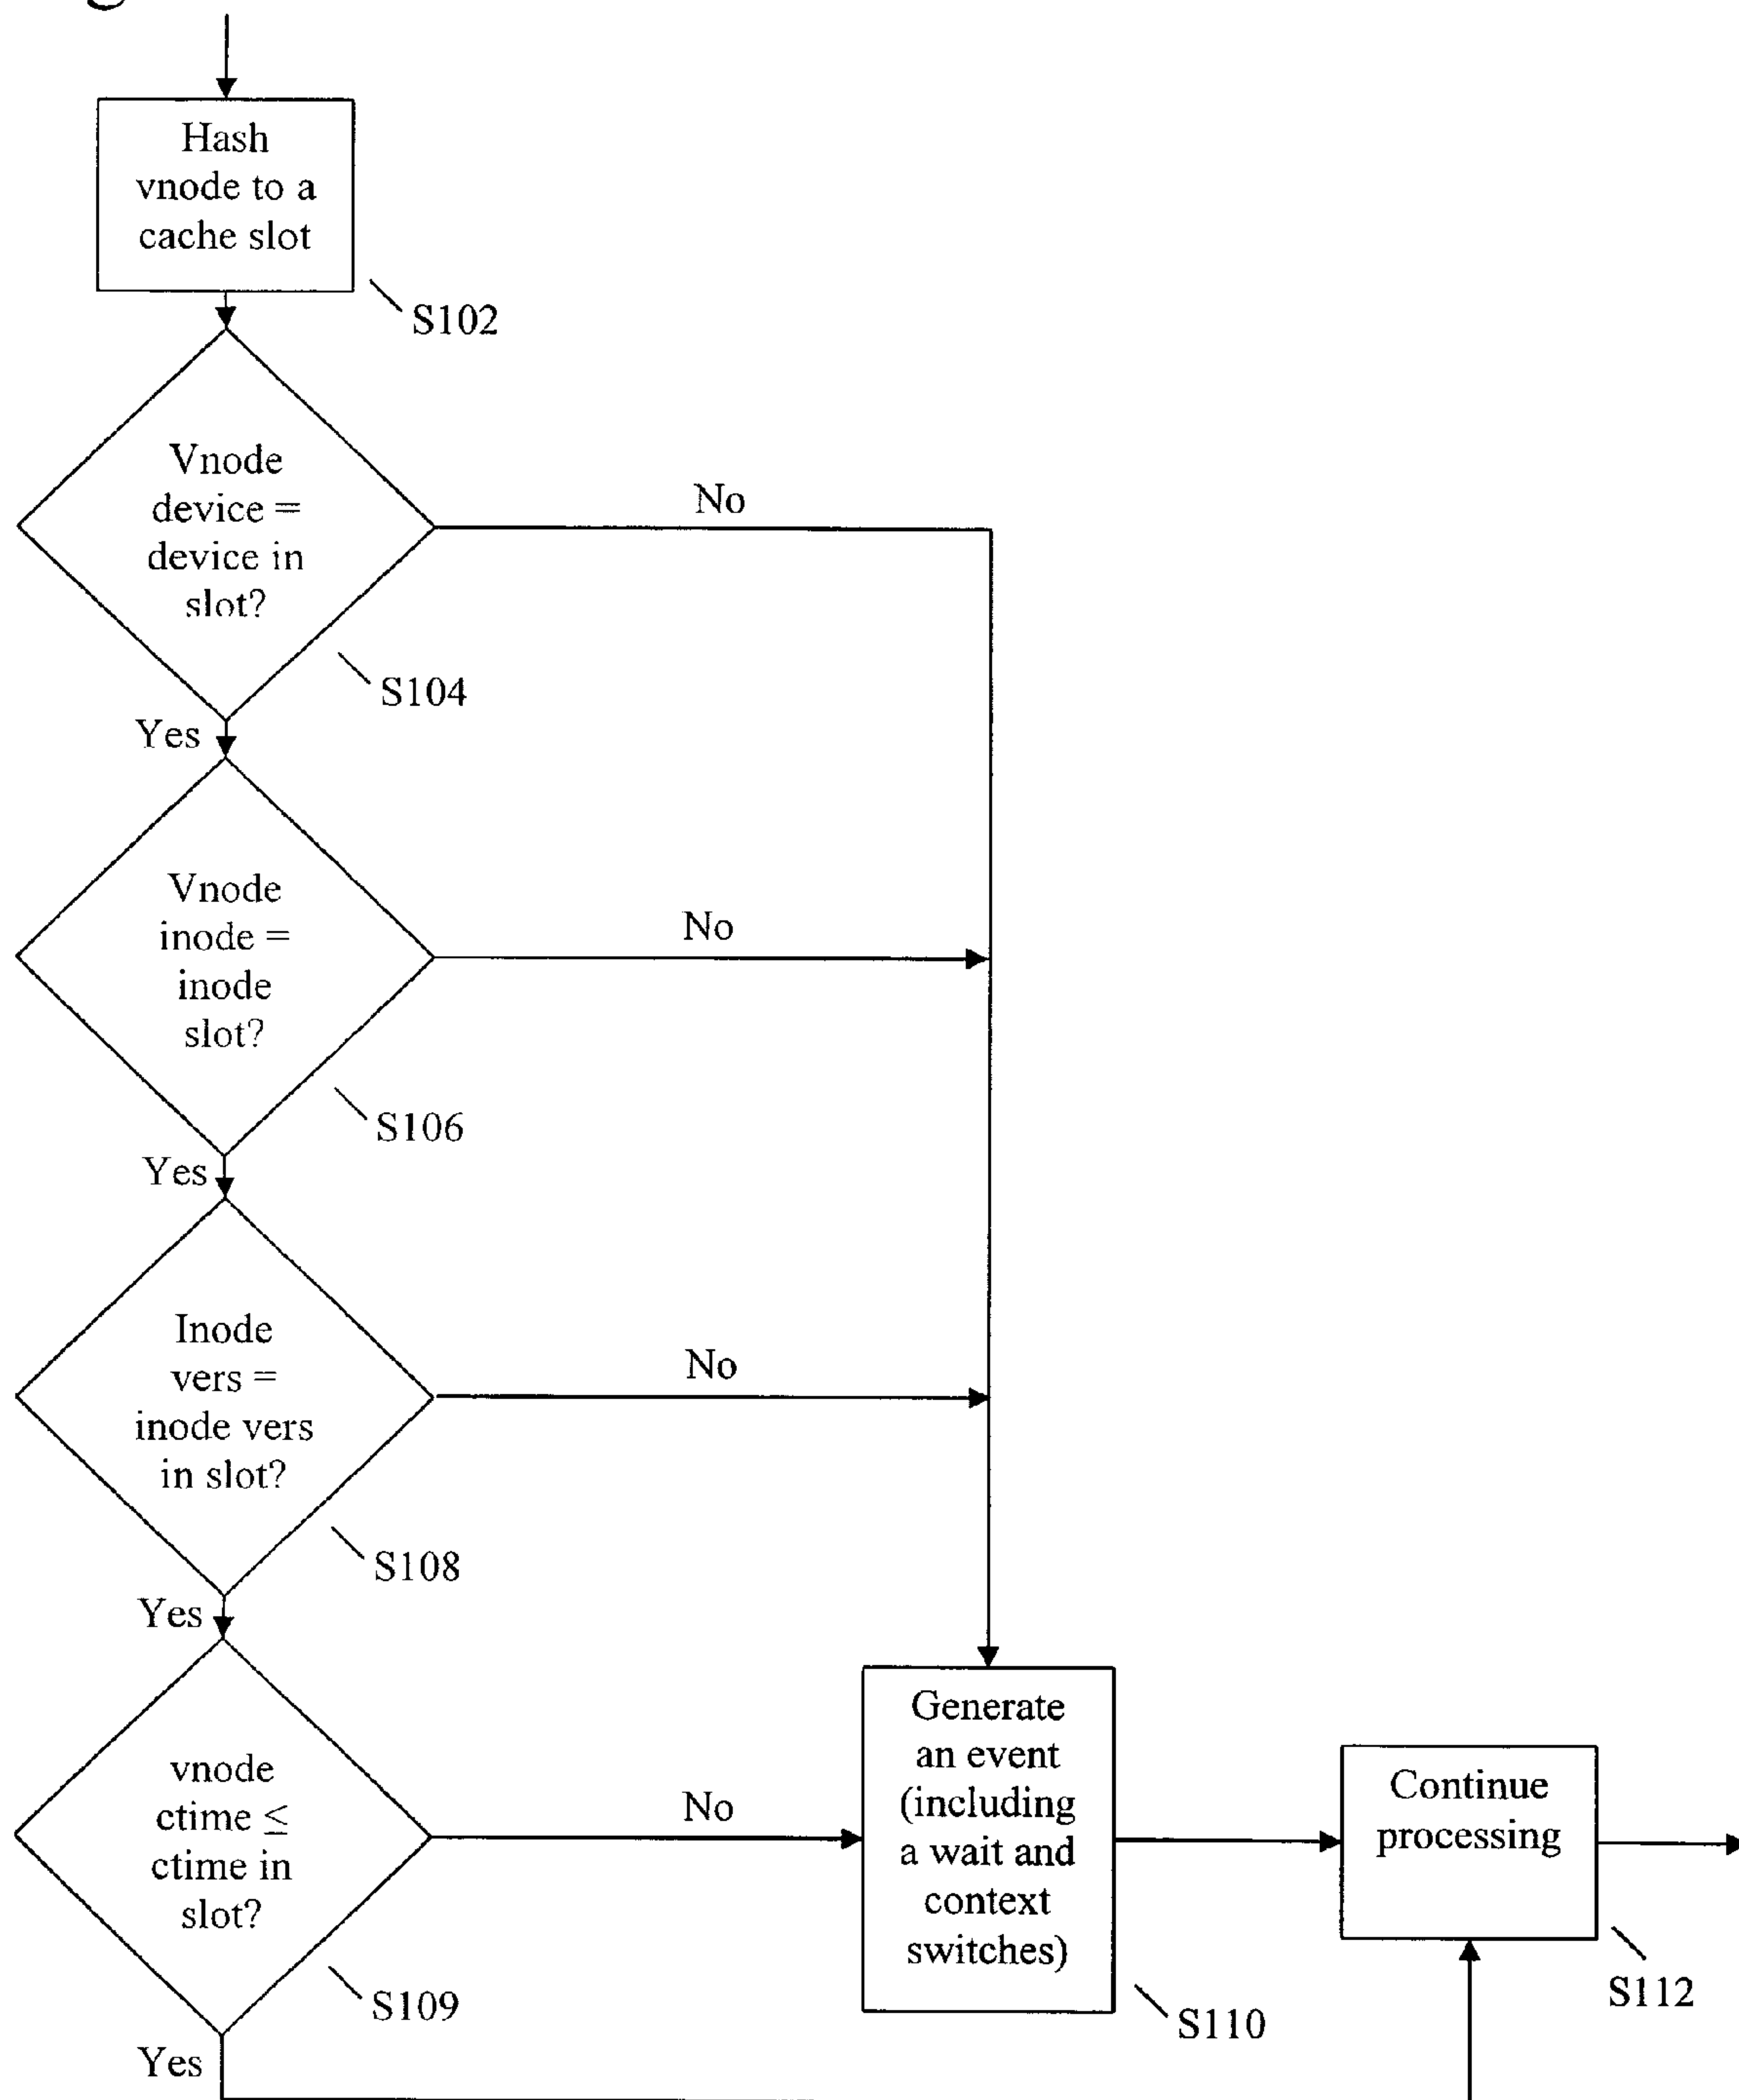 Hash
vnode to a
cache slot
S102
Vnode
device =
device in
slot?
No
S104
Yes
Vnode
inode =
inode
slot?
No
S106
Yes
Inode
vers =
inode vers
in slot?
No
S108
Yes
vnode
ctime ≤
ctime in
slot?
No
S109
Yes
Generate
an event
(including
a wait and
context
switches)
S110
Continue
processing
S112